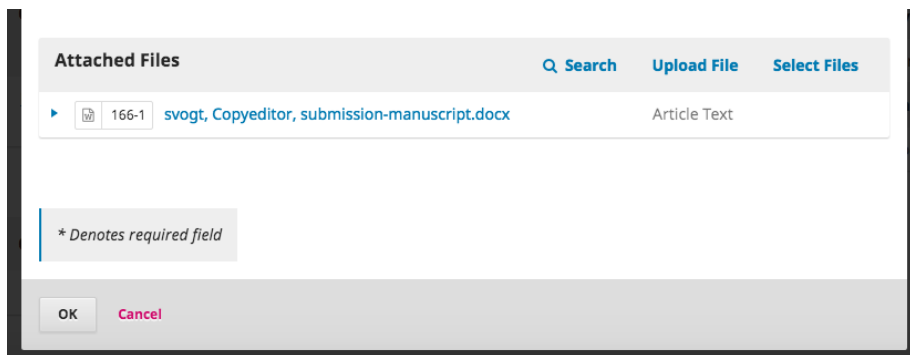 Attached Files Search Upload File Select Files
166-1 svogt, Copyeditor, submission-manuscript.docx Article Text
* Denotes required field
OK Cancel